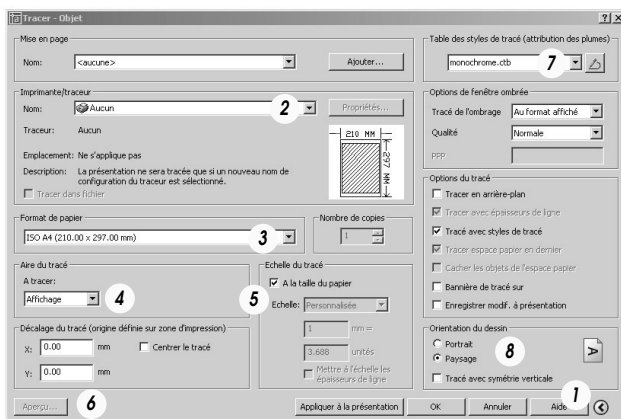 Tracer - Objet
Mise en page
Nom: <aucune> Ajouter...
Table des styles de tracé (attribution des plumes)
monochrome.ctb 7
Imprimante/traceur
Nom: Aucun 2 Propriétés...
Traceur: Aucun
Emplacement: Ne s'applique pas
Description: La présentation ne sera tracée que si un nouveau nom de
configuration du traceur est sélectionné.
Tracer dans fichier
210 MM
297 MM
Options de fenêtre ombrée
Tracé de l'ombrage Au format affiché
Qualité Normale
PPP
Format de papier
ISO A4 (210.00 x 297.00 mm) 3
Nombre de copies
1
Options du tracé
Tracer en arrière-plan
Tracer avec épaisseurs de ligne
Tracé avec styles de tracé
Tracer espace papier en dernier
Cacher les objets de l'espace papier
Bannière de tracé sur
Enregistrer modif. à présentation
Aire du tracé
A tracer:
Affichage 4
Echelle du tracé
A la taille du papier
5 Echelle: Personnalisée
1 mm =
3.688 unités
Mettre à l'échelle les
épaisseurs de ligne
Décalage du tracé (origine définie sur zone d'impression)
X: 0.00 mm Centrer le tracé
Y: 0.00 mm
Orientation du dessin
Portrait
Paysage 8
A
Tracé avec symétrie verticale
Aperçu... 6
Appliquer à la présentation OK Annuler Aide 1